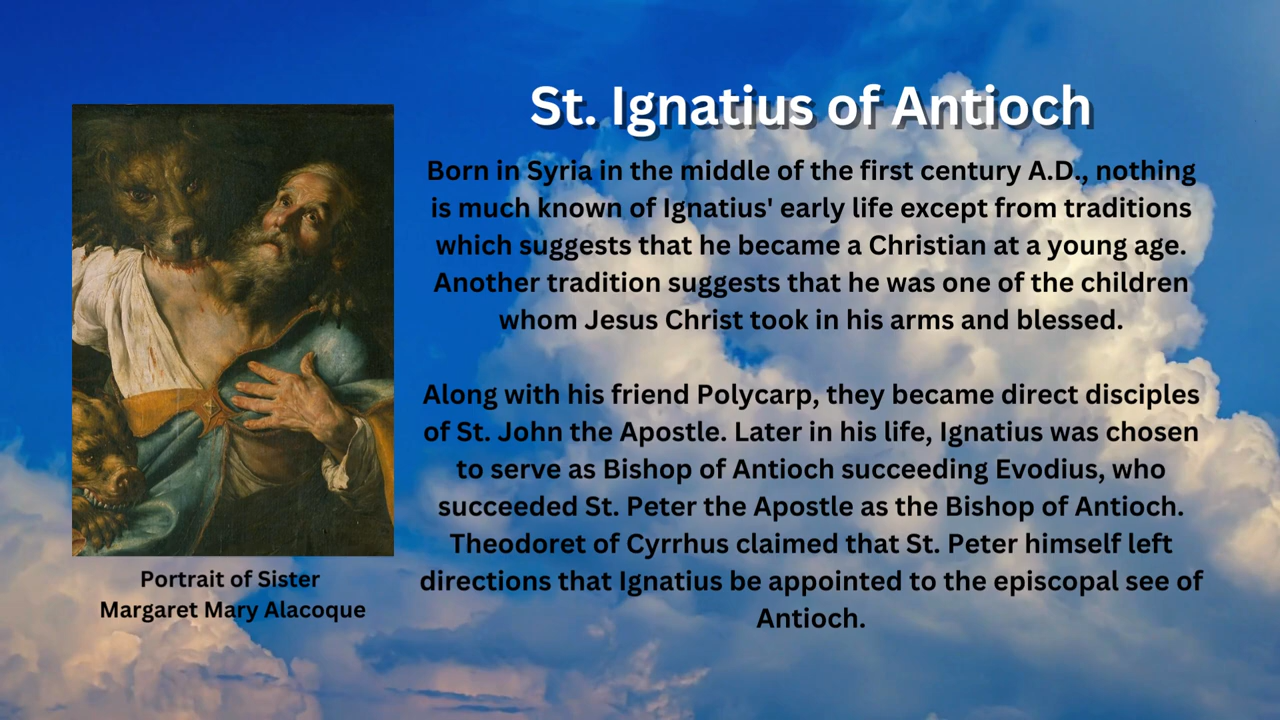 St. Ignatius of Antioch
Born in Syria in the middle of the first century A.D., nothing
is much known of Ignatius' early life except from traditions
which suggests that he became a Christian at a young age.
Another tradition suggests that he was one of the children
whom Jesus Christ took in his arms and blessed.
Along with his friend Polycarp, they became direct disciples
of St. John the Apostle. Later in his life, Ignatius was chosen
to serve as Bishop of Antioch succeeding Evodius, who
succeeded St. Peter the Apostle as the Bishop of Antioch.
Theodoret of Cyrrhus claimed that St. Peter himself left
directions that Ignatius be appointed to the episcopal see of
Antioch.
Portrait of Sister
Margaret Mary Alacoque